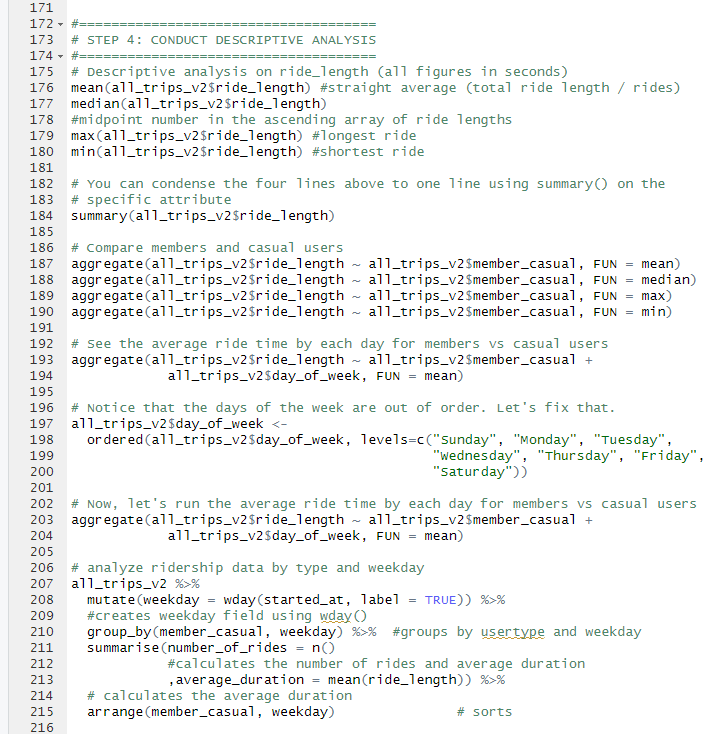 171
172 #=====================================
173 # STEP 4: CONDUCT DESCRIPTIVE ANALYSIS
174 #=====================================
175 # Descriptive analysis on ride_length (all figures in seconds)
176 mean(all_trips_v2$ride_length) #straight average (total ride length / rides)
177 median(all_trips_v2$ride_length)
178 #midpoint number in the ascending array of ride lengths
179 max(all_trips_v2$ride_length) #longest ride
180 min(all_trips_v2$ride_length) #shortest ride
181
182 # You can condense the four lines above to one line using summary() on the
183 # specific attribute
184 summary(all_trips_v2$ride_length)
185
186 # Compare members and casual users
187 aggregate(all_trips_v2$ride_length ~ all_trips_v2$member_casual, FUN = mean)
188 aggregate(all_trips_v2$ride_length ~ all_trips_v2$member_casual, FUN = median)
189 aggregate(all_trips_v2$ride_length ~ all_trips_v2$member_casual, FUN = max)
190 aggregate(all_trips_v2$ride_length ~ all_trips_v2$member_casual, FUN = min)
191
192 # See the average ride time by each day for members vs casual users
193 aggregate(all_trips_v2$ride_length ~ all_trips_v2$member_casual +
194             all_trips_v2$day_of_week, FUN = mean)
195
196 # Notice that the days of the week are out of order. Let's fix that.
197 all_trips_v2$day_of_week <-
198   ordered(all_trips_v2$day_of_week, levels=c("Sunday", "Monday", "Tuesday",
199                                              "Wednesday", "Thursday", "Friday",
200                                              "Saturday"))
201
202 # Now, let's run the average ride time by each day for members vs casual users
203 aggregate(all_trips_v2$ride_length ~ all_trips_v2$member_casual +
204             all_trips_v2$day_of_week, FUN = mean)
205
206 # analyze ridership data by type and weekday
207 all_trips_v2 %>%
208   mutate(weekday = wday(started_at, label = TRUE)) %>%
209   #creates weekday field using wday()
210   group_by(member_casual, weekday) %>%  #groups by usertype and weekday
211   summarise(number_of_rides = n()
212             #calculates the number of rides and average duration
213             ,average_duration = mean(ride_length)) %>%
214   # calculates the average duration
215   arrange(member_casual, weekday)               # sorts
216